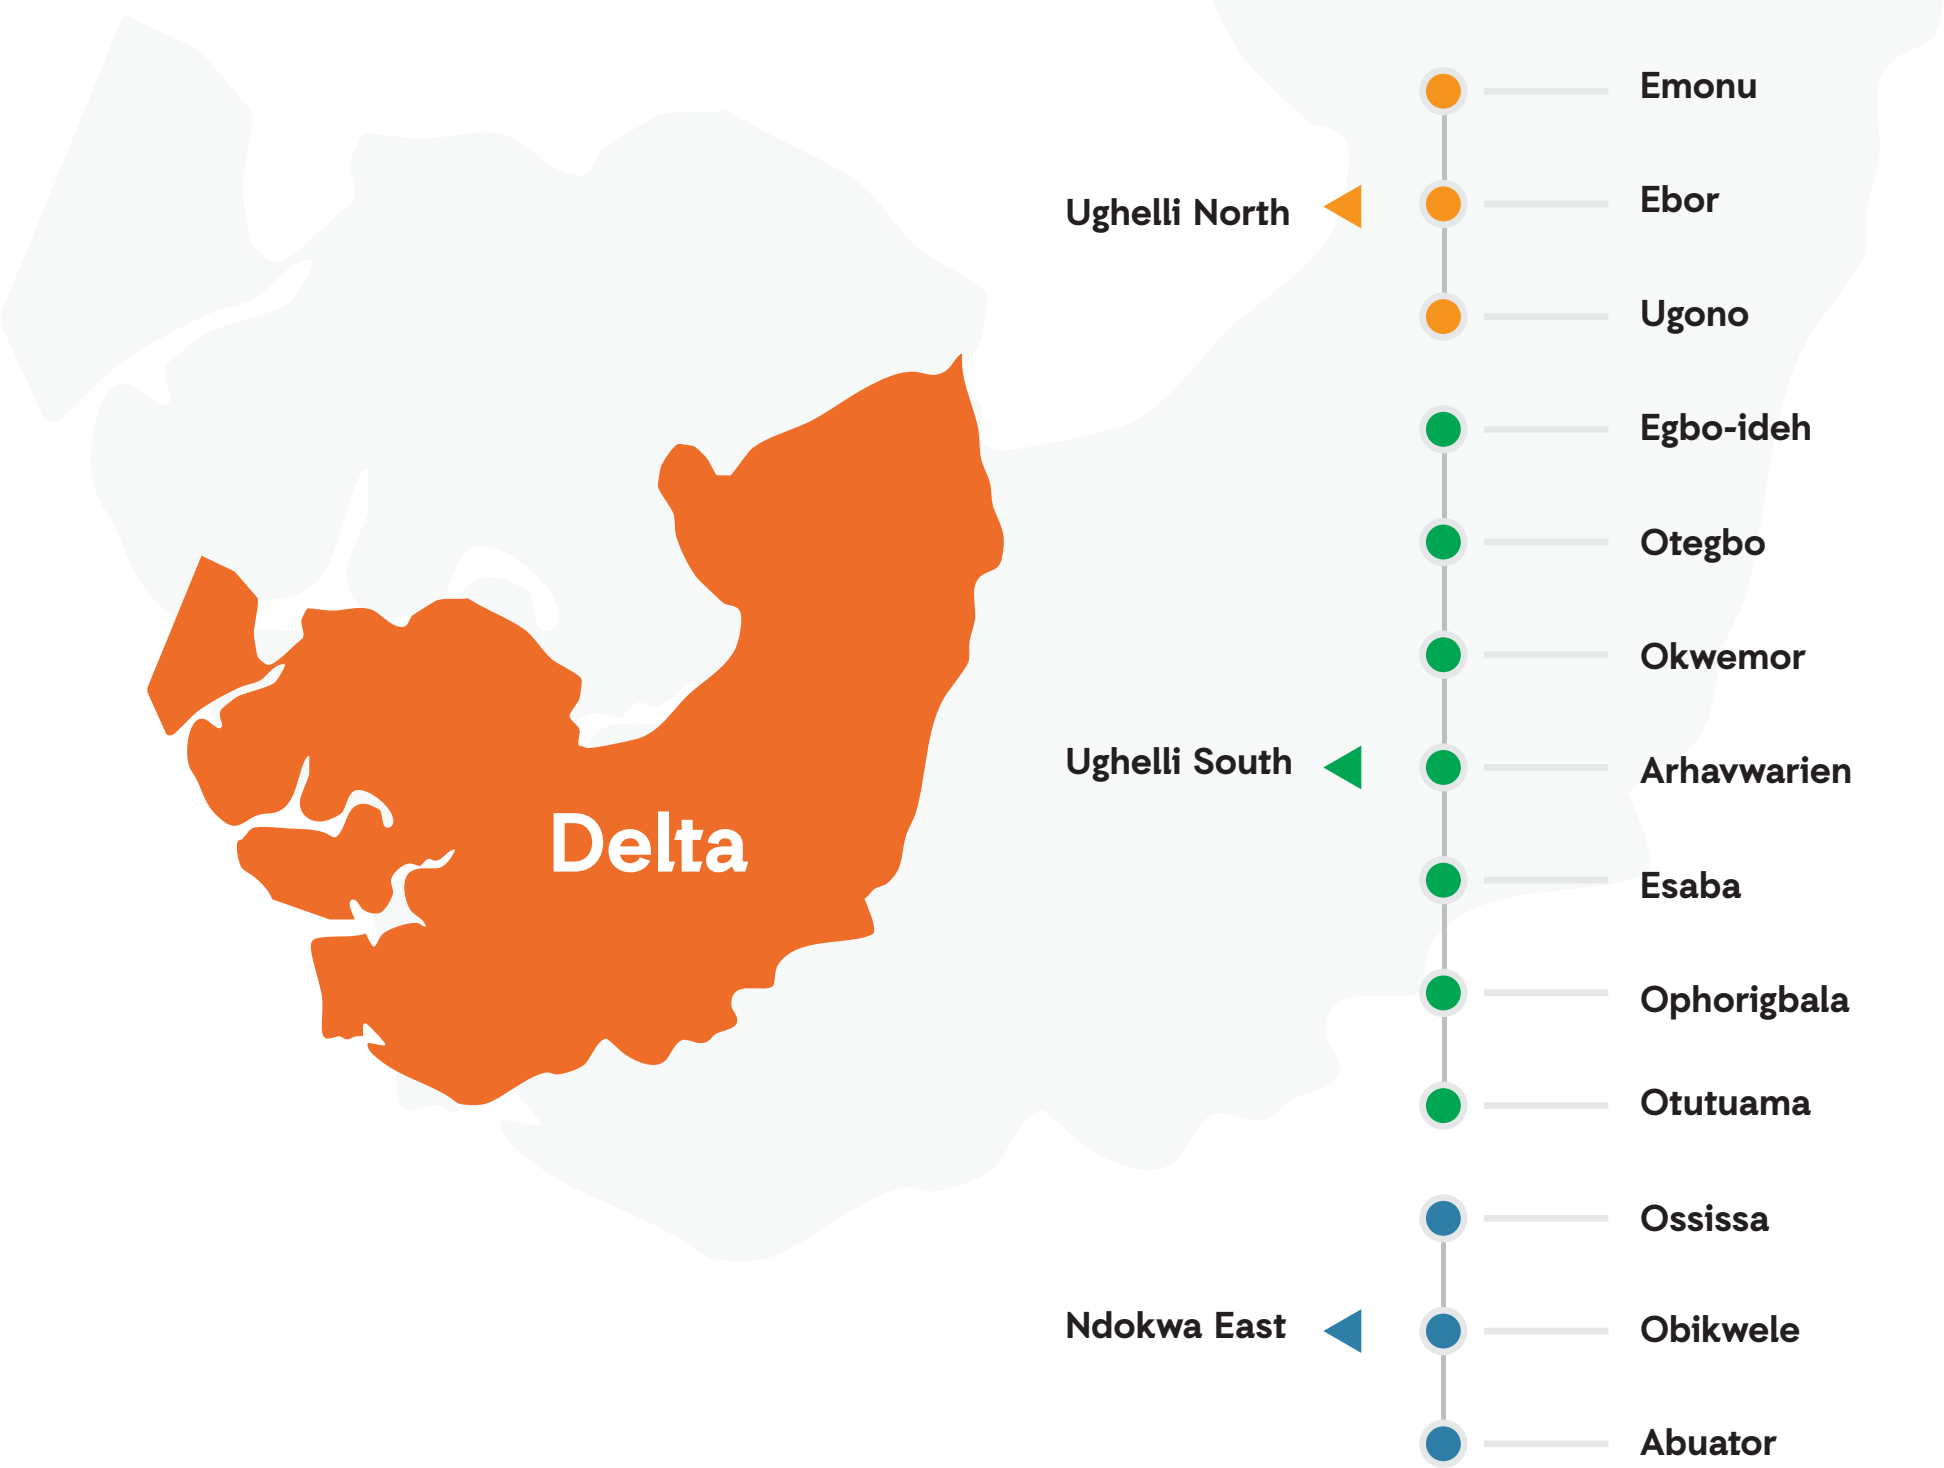 Delta
Ughelli North
Emonu
Ebor
Ugono
Ughelli South
Egbo-ideh
Otegbo
Okwemor
Arhavwarien
Esaba
Ophorigbala
Otutuama
Ndokwa East
Ossissa
Obikwele
Abuator